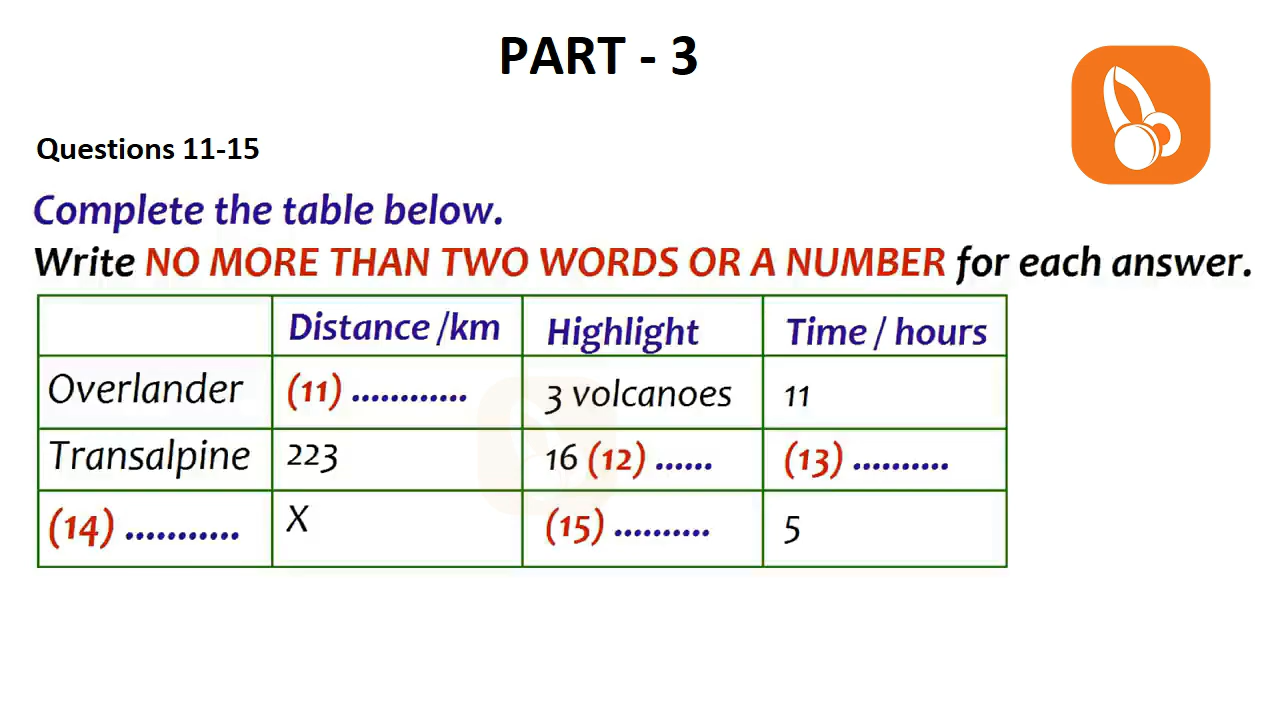 PART - 3
Questions 11-15
Complete the table below.
Write NO MORE THAN TWO WORDS OR A NUMBER for each answer.
Distance /km Highlight Time / hours
Overlander (11) ............ 3 volcanoes 11
Transalpine 223 16 (12) ...... (13) ..........
(14) ........... X (15) .......... 5